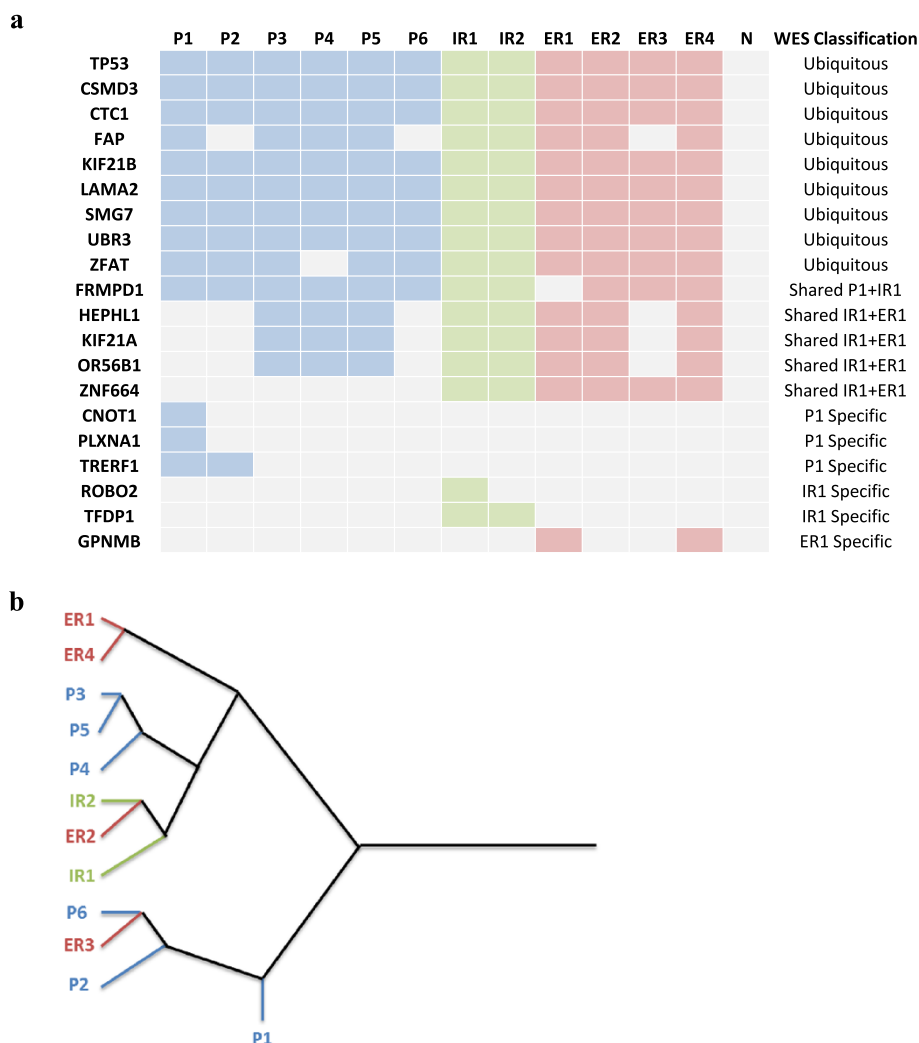 a
P1 P2 P3 P4 P5 P6 IR1 IR2 ER1 ER2 ER3 ER4 N WES Classification
TP53 Ubiquitous
CSMD3 Ubiquitous
CTC1 Ubiquitous
FAP Ubiquitous
KIF21B Ubiquitous
LAMA2 Ubiquitous
SMG7 Ubiquitous
UBR3 Ubiquitous
ZFAT Ubiquitous
FRMPD1 Shared P1+IR1
HEPHL1 Shared IR1+ER1
KIF21A Shared IR1+ER1
OR56B1 Shared IR1+ER1
ZNF664 Shared IR1+ER1
CNOT1 P1 Specific
PLXNA1 P1 Specific
TRERF1 P1 Specific
ROBO2 IR1 Specific
TFDP1 IR1 Specific
GPNMB ER1 Specific
b
ER1
ER4
P3
P5
P4
IR2
ER2
IR1
P6
ER3
P2
P1